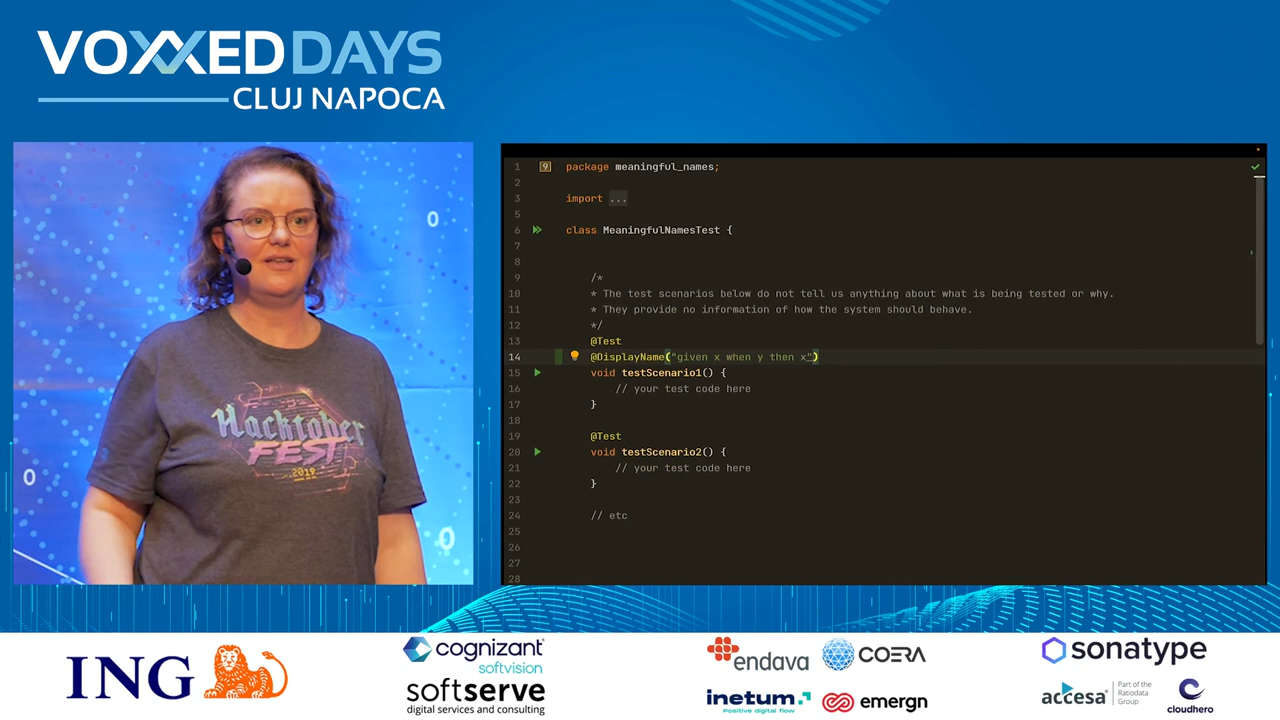 VOXXED DAYS
CLUJ NAPOCA
0
0
0
Hacktober
FEST
2019
1 9 package meaningful_names;
2
3 import ...
5
6 class MeaningfulNamesTest {
7
8
9 /*
10 * The test scenarios below do not tell us anything about what is being tested or why.
11 * They provide no information of how the system should behave.
12 */
13 @Test
14 @DisplayName("given x when y then x_")
15 void testScenario1() {
16 // your test code here
17 }
18
19 @Test
20 void testScenario2() {
21 // your test code here
22 }
23
24 // etc
25
26
27
28
ING
cognizant
softvision
softserve
digital services and consulting
endava
COERA
inetum.
Positive digital flow
emergn
sonatype
accesa
Part of the
Ratiodata
Group
cloudhero